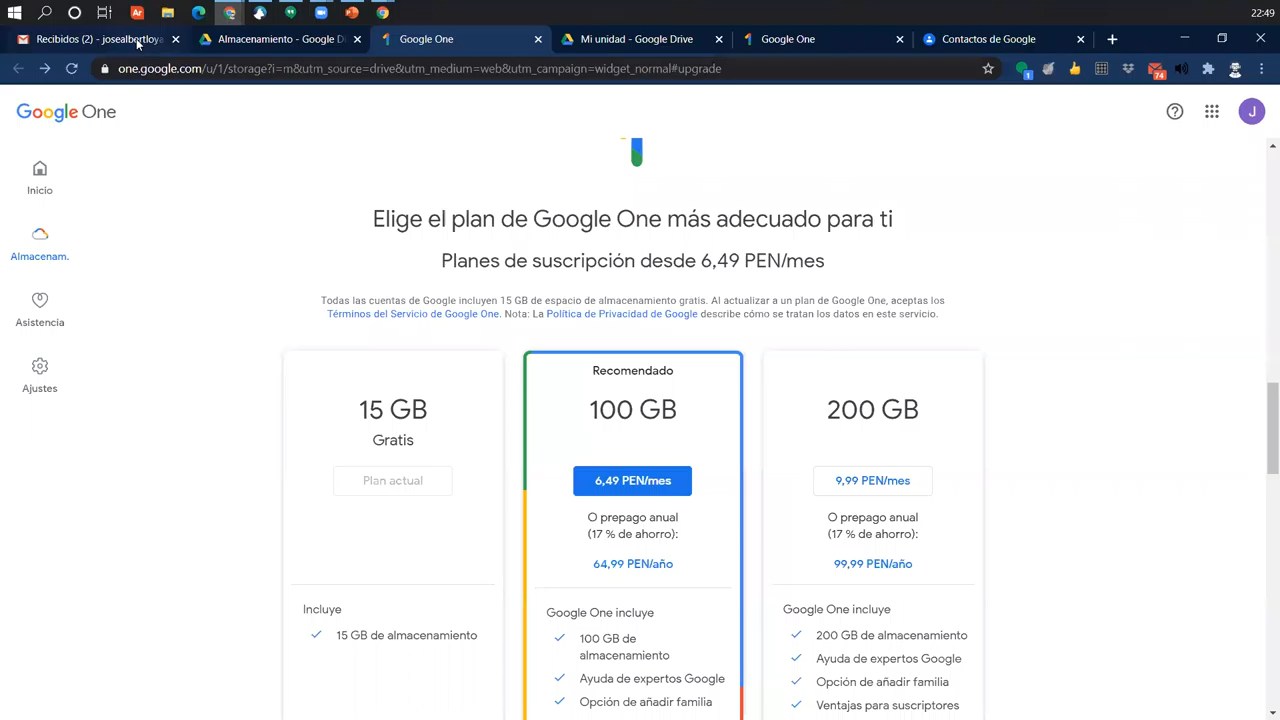 22:49
Recibidos (2) - josealbertloya
Almacenamiento - Google D
Google One
Mi unidad - Google Drive
Google One
Contactos de Google
one.google.com/u/1/storage?i=m&utm_source=drive&utm_medium=web&utm_campaign=widget_normal#upgrade
1
74
Google One
J
Inicio
Almacenam.
Asistencia
Ajustes
Elige el plan de Google One más adecuado para ti
Planes de suscripción desde 6,49 PEN/mes
Todas las cuentas de Google incluyen 15 GB de espacio de almacenamiento gratis. Al actualizar a un plan de Google One, aceptas los
Términos del Servicio de Google One. Nota: La Política de Privacidad de Google describe cómo se tratan los datos en este servicio.
15 GB
Gratis
Plan actual
Incluye
15 GB de almacenamiento
Recomendado
100 GB
6,49 PEN/mes
O prepago anual
(17 % de ahorro):
64,99 PEN/año
Google One incluye
100 GB de
almacenamiento
Ayuda de expertos Google
Opción de añadir familia
200 GB
9,99 PEN/mes
O prepago anual
(17 % de ahorro):
99,99 PEN/año
Google One incluye
200 GB de almacenamiento
Ayuda de expertos Google
Opción de añadir familia
Ventajas para suscriptores